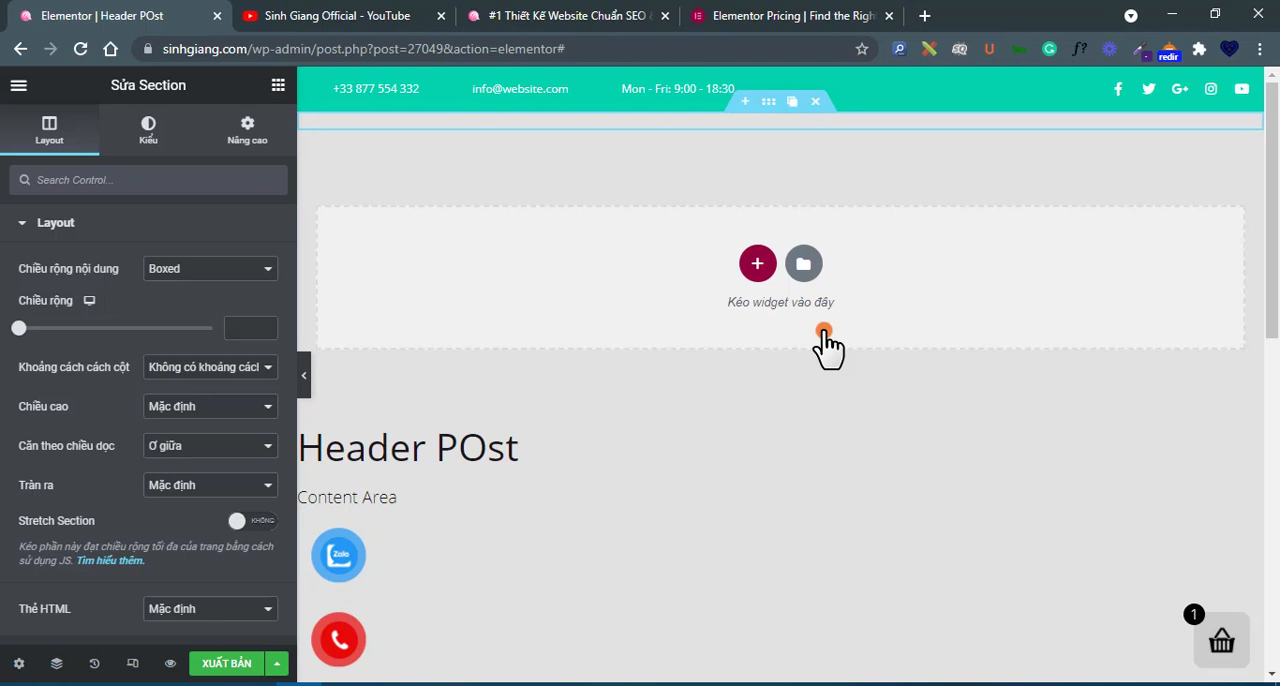 Elementor | Header POst
Sinh Giang Official - YouTube
#1 Thiết Kế Website Chuẩn SEO
Elementor Pricing | Find the Righ
sinhgiang.com/wp-admin/post.php?post=27049&action=elementor#
redir
Sửa Section
+33 877 554 332
info@website.com
Mon - Fri: 9:00 - 18:30
Layout
Kiểu
Nâng cao
Search Control...
Layout
Chiều rộng nội dung
Boxed
Chiều rộng
Kéo widget vào đây
Khoảng cách cách cột
Không có khoảng cácl
Chiều cao
Mặc định
Căn theo chiều dọc
Ở giữa
Header POst
Tràn ra
Mặc định
Content Area
Stretch Section
KHÔNG
Kéo phần này đạt chiều rộng tối đa của trang bằng cách
sử dụng JS. Tìm hiểu thêm.
Zalo
Thẻ HTML
Mặc định
1
XUẤT BẢN